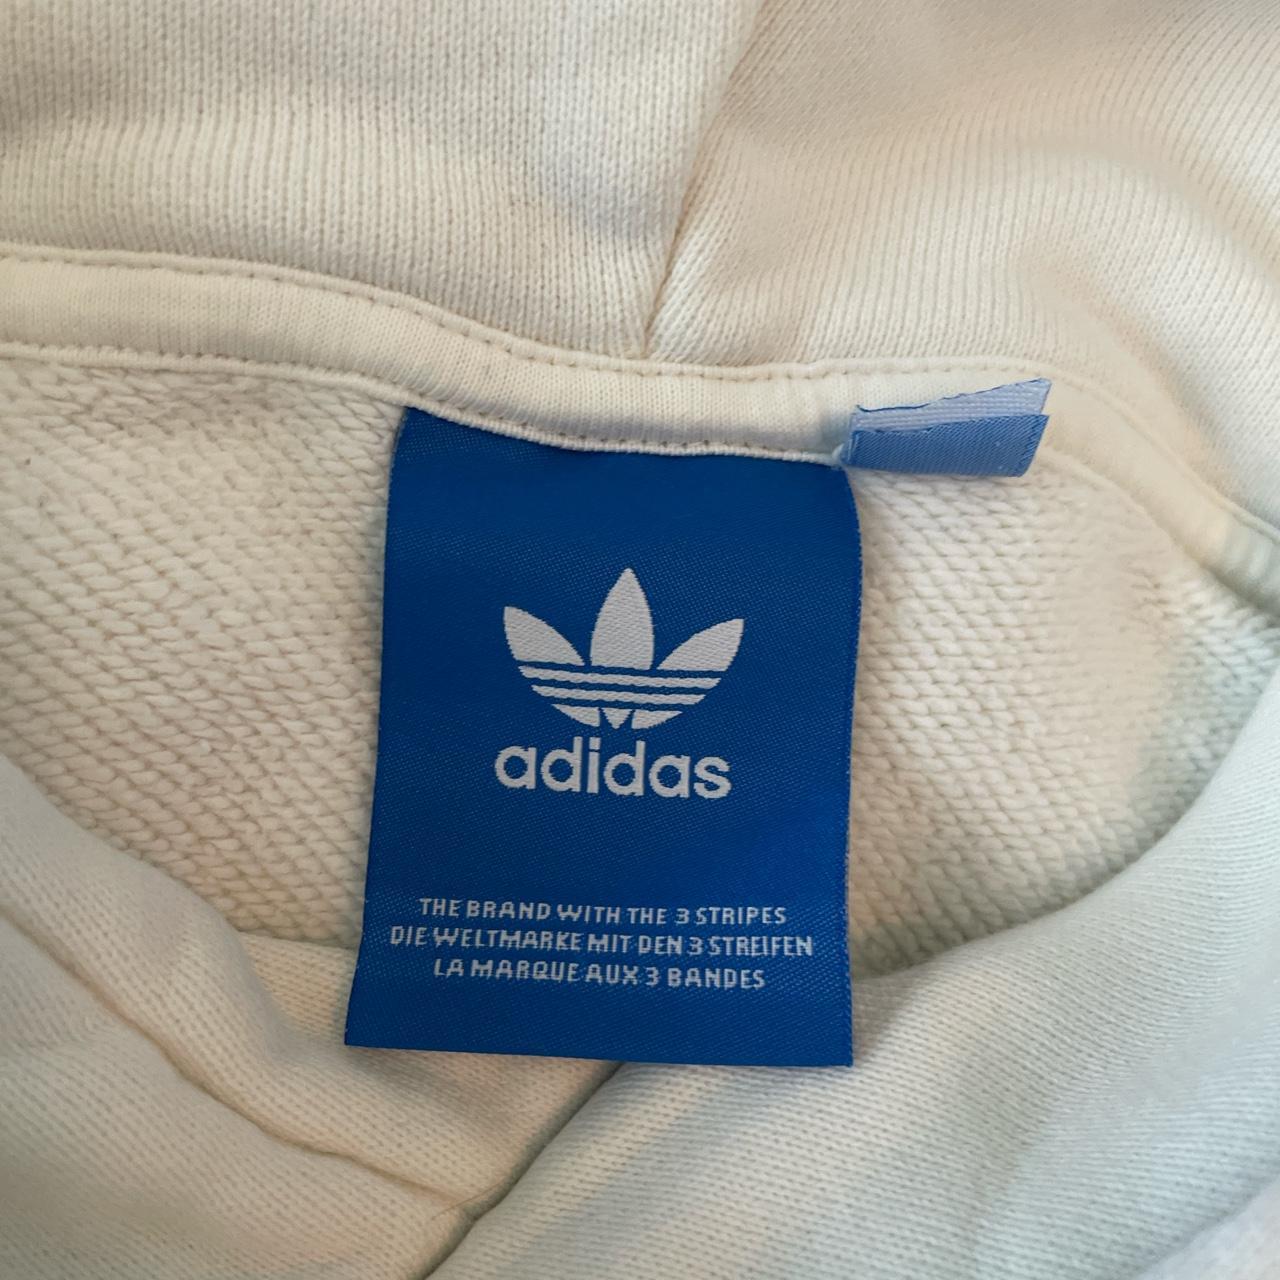 adidas
THE BRAND WITH THE 3 STRIPES
DIE WELTMARKE MIT DEN 3 STREIFEN
LA MARQUE AUX 3 BANDES